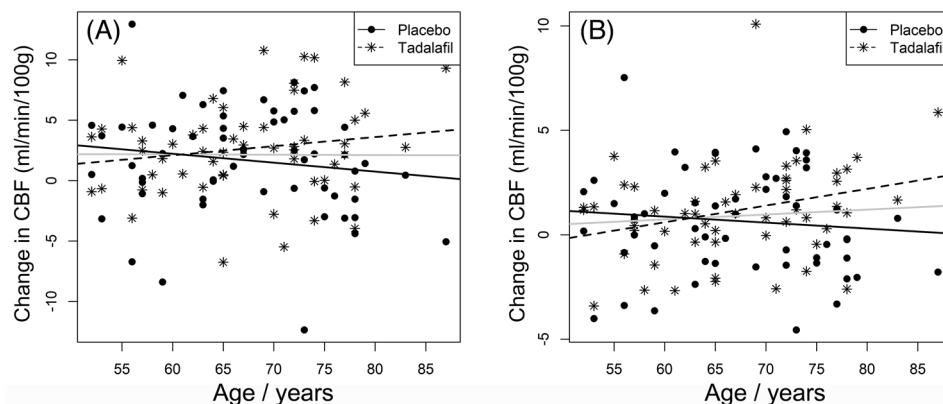 (A)
Placebo
Tadalafil
Change in CBF (ml/min/100g)
10
5
0
-10
55 60 65 70 75 80 85
Age / years
(B)
Placebo
Tadalafil
Change in CBF (ml/min/100g)
10
5
0
-5
55 60 65 70 75 80 85
Age / years